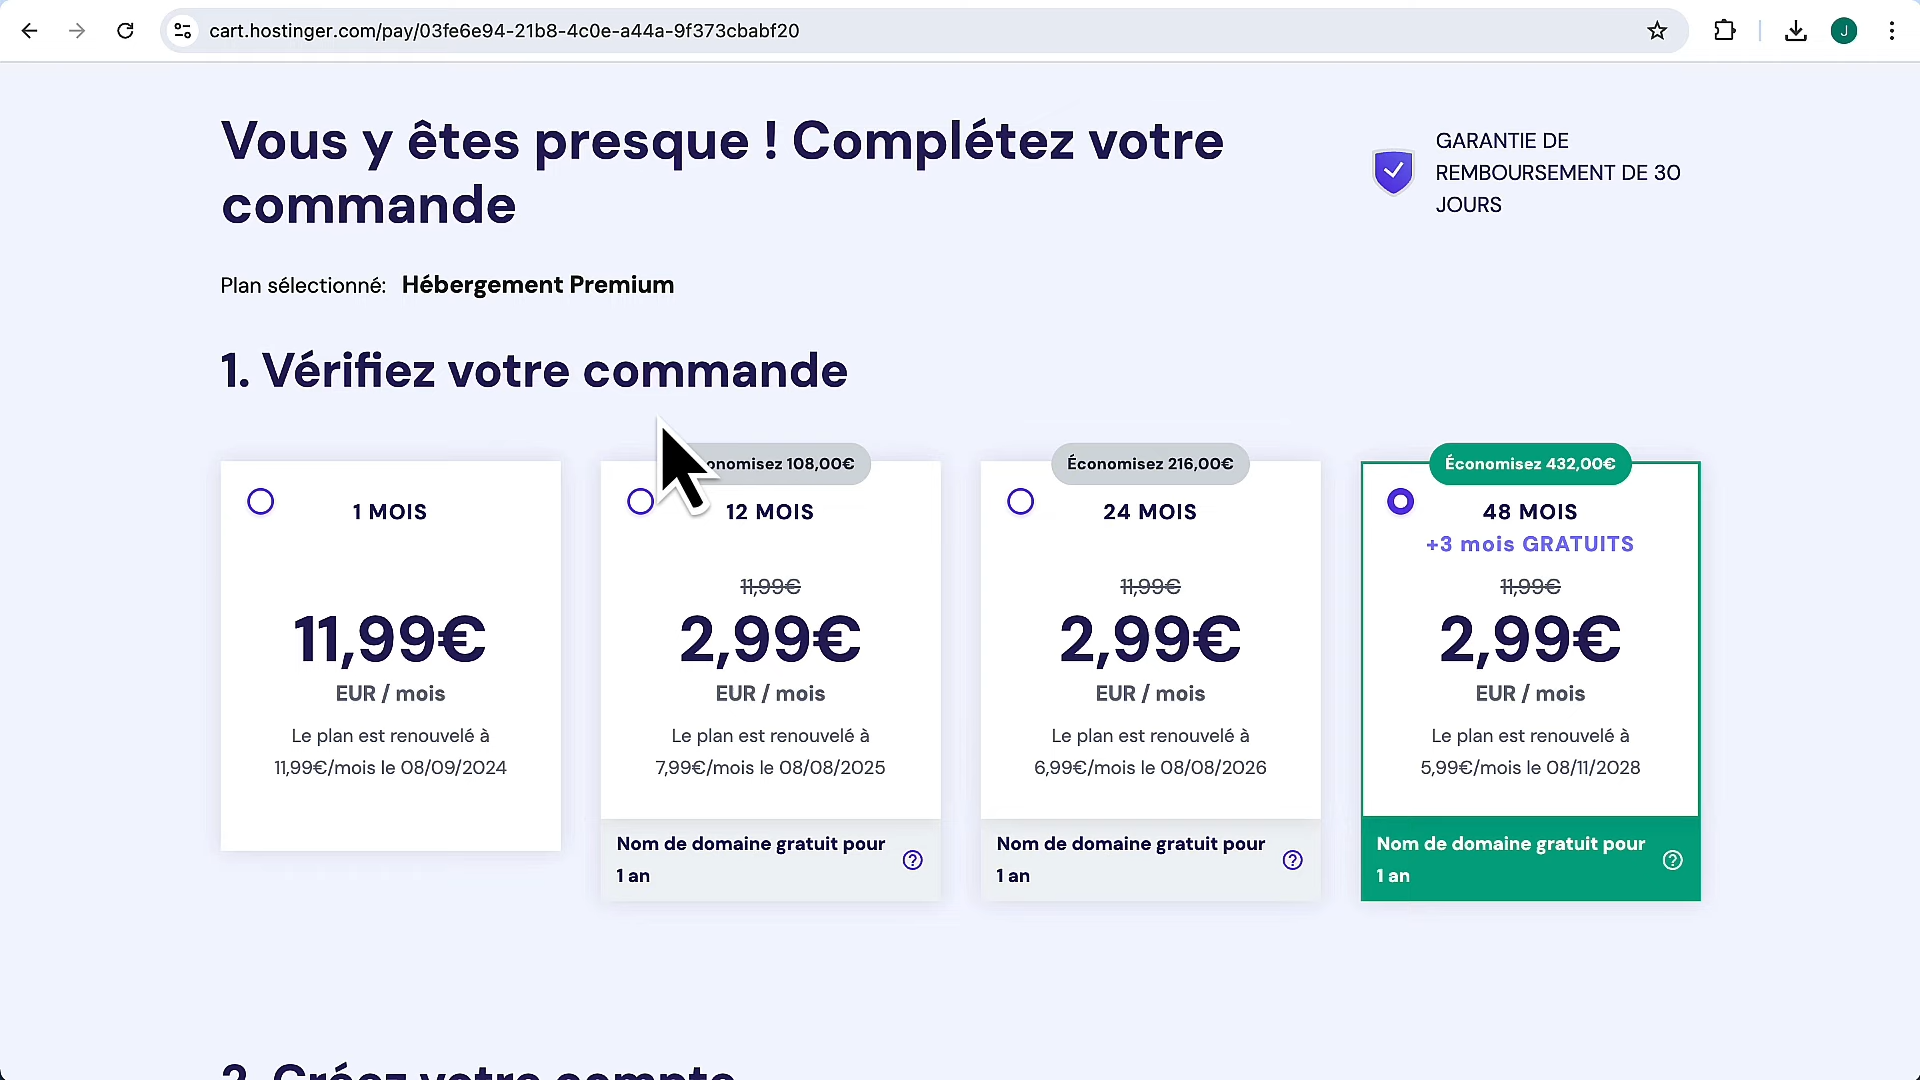 cart.hostinger.com/pay/03fe6e94-21b8-4c0e-a44a-9f373cbabf20
J
Vous y êtes presque ! Complétez votre
commande
GARANTIE DE
REMBOURSEMENT DE 30
JOURS
Plan sélectionné: Hébergement Premium
1. Vérifiez votre commande
1 MOIS
11,99€
EUR / mois
Le plan est renouvelé à
11,99€/mois le 08/09/2024
108,00€
12 MOIS
11,99€
2,99€
EUR / mois
Le plan est renouvelé à
7,99€/mois le 08/08/2025
Nom de domaine gratuit pour
1 an
Économisez 216,00€
24 MOIS
11,99€
2,99€
EUR / mois
Le plan est renouvelé à
6,99€/mois le 08/08/2026
Nom de domaine gratuit pour
1 an
Économisez 432,00€
48 MOIS
+3 mois GRATUITS
11,99€
2,99€
EUR / mois
Le plan est renouvelé à
5,99€/mois le 08/11/2028
Nom de domaine gratuit pour
1 an
2. Créez votre compte